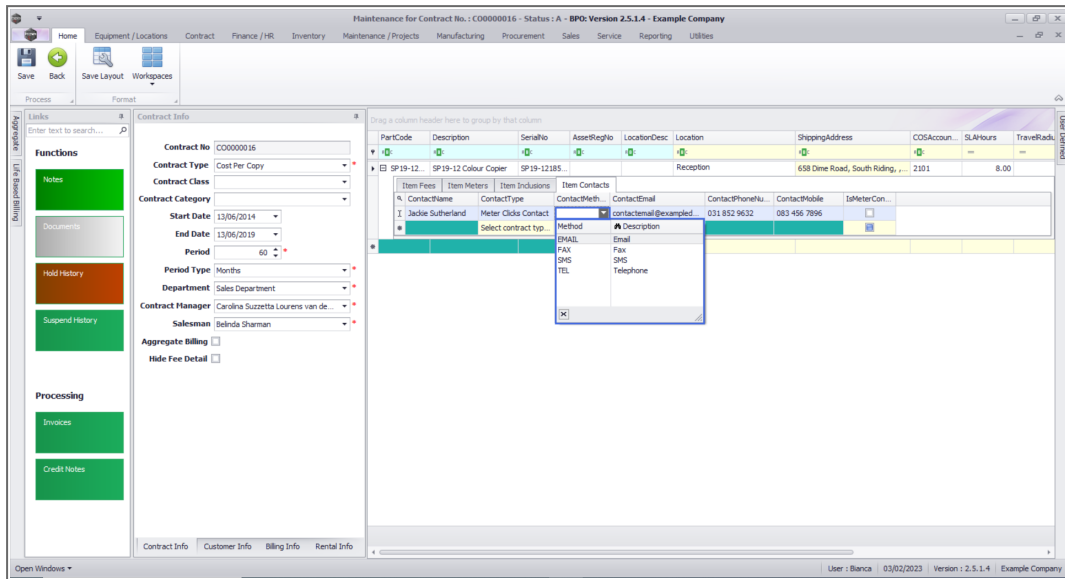 Maintenance for Contract No. : CO0000016 - Status : A - BPO: Version 2.5.1.4 - Example Company
Home Equipment / Locations Contract Finance / HR Inventory Maintenance / Projects Manufacturing Procurement Sales Service Reporting Utilities
Save Back Save Layout Workspaces
Process Format
Aggregate
Life Based Billing
Links
Enter text to search...
Functions
Notes
Documents
Hold History
Suspend History
Processing
Invoices
Credit Notes
Contract Info
Contract No CO0000016
Contract Type Cost Per Copy *
Contract Class
Contract Category
Start Date 13/06/2014
End Date 13/06/2019
Period 60 *
Period Type Months *
Department Sales Department *
Contract Manager Carolina Suzzetta Lourens van de... *
Salesman Belinda Sharman *
Aggregate Billing
Hide Fee Detail
Contract Info Customer Info Billing Info Rental Info
Drag a column header here to group by that column
PartCode Description SerialNo AssetRegNo LocationDesc Location ShippingAddress COSAccoun... SLAHours TravelRadiu
SP19-12... SP19-12 Colour Copier SP19-12185... Reception 658 Dime Road, South Riding, ,... 2101 8.00
Item Fees Item Meters Item Inclusions Item Contacts
ContactName ContactType ContactMeth... ContactEmail ContactPhoneNu... ContactMobile IsMeterCon...
Jackie Sutherland Meter Clicks Contact contactemail@exampled... 031 852 9632 083 456 7896
Select contract typ...
Method Description
EMAIL Email
FAX Fax
SMS SMS
TEL Telephone
User Defined
Open Windows
User : Bianca 03/02/2023 Version : 2.5.1.4 Example Company